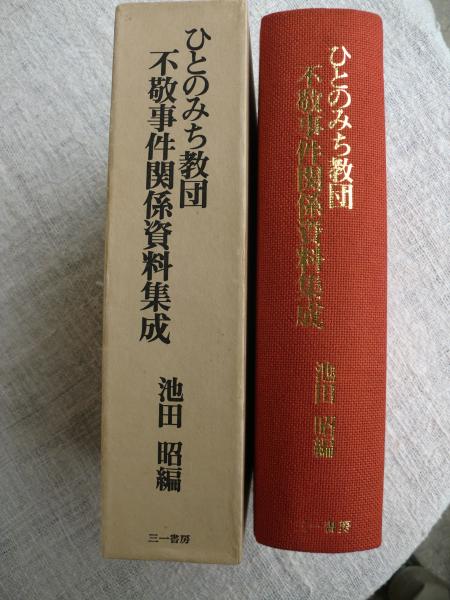 ひとのみち教団
不敬事件関係資料集成
池田 昭編
三一書房
ひとのみち教団
不敬事件関係資料集成
池田 昭編
三一書房